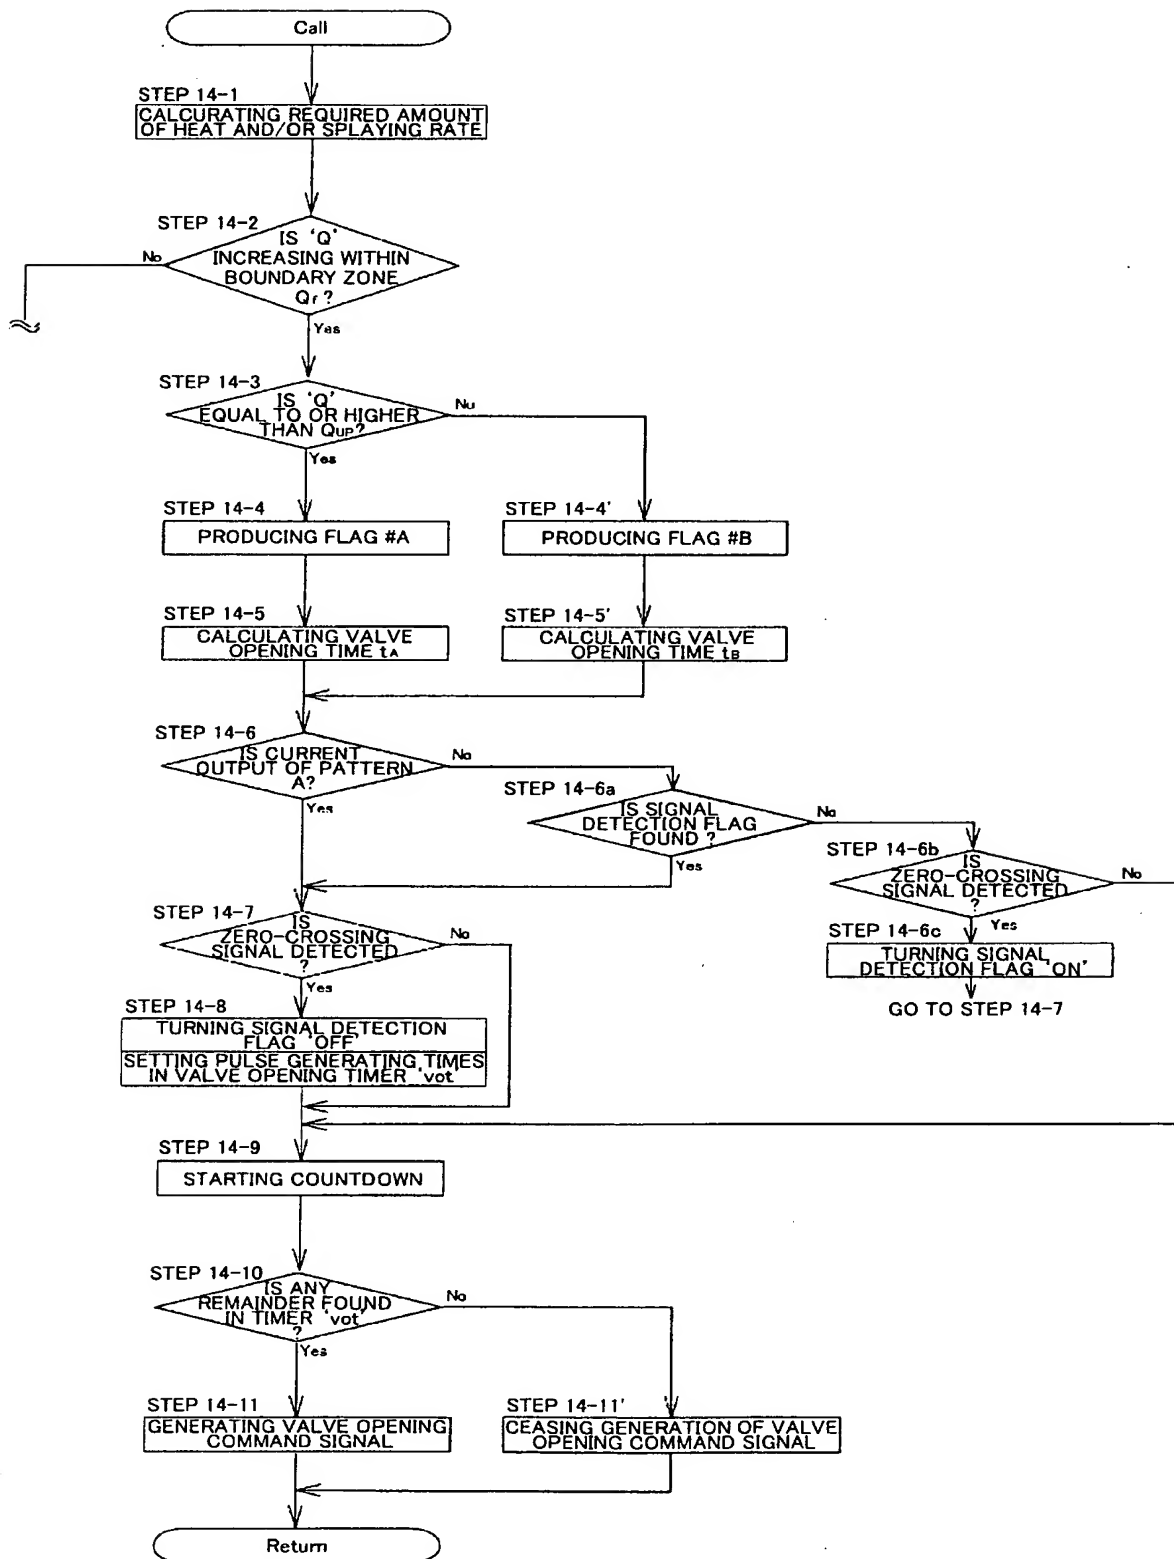 Call
STEP 14-1
CALCURATING REQUIRED AMOUNT
OF HEAT AND/OR SPLAYING RATE
STEP 14-2
IS 'Q'
INCREASING WITHIN
BOUNDARY ZONE
Qr ?
No
Yes
STEP 14-3
IS 'Q'
EQUAL TO OR HIGHER
THAN QUP?
No
Yes
STEP 14-4
PRODUCING FLAG #A
STEP 14-4'
PRODUCING FLAG #B
STEP 14-5
CALCULATING VALVE
OPENING TIME tA
STEP 14-5'
CALCULATING VALVE
OPENING TIME tB
STEP 14-6
IS CURRENT
OUTPUT OF PATTERN
A?
No
Yes
STEP 14-6a
IS SIGNAL
DETECTION FLAG
FOUND ?
No
Yes
STEP 14-6b
IS
ZERO-CROSSING
SIGNAL DETECTED
?
No
Yes
STEP 14-6c
TURNING SIGNAL
DETECTION FLAG 'ON'
GO TO STEP 14-7
STEP 14-7
IS
ZERO-CROSSING
SIGNAL DETECTED
?
No
Yes
STEP 14-8
TURNING SIGNAL DETECTION
FLAG 'OFF'
SETTING PULSE GENERATING TIMES
IN VALVE OPENING TIMER 'vot'
STEP 14-9
STARTING COUNTDOWN
STEP 14-10
IS ANY
REMAINDER FOUND
IN TIMER 'vot'
?
No
Yes
STEP 14-11
GENERATING VALVE OPENING
COMMAND SIGNAL
STEP 14-11'
CEASING GENERATION OF VALVE
OPENING COMMAND SIGNAL
Return